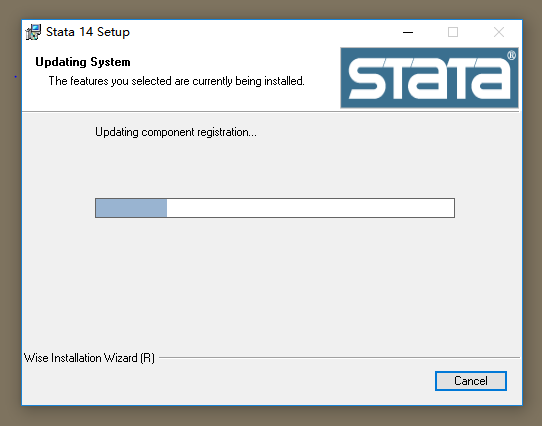 Stata 14 Setup
Updating System
The features you selected are currently being installed.
STATA®
Updating component registration...
Wise Installation Wizard (R)
Cancel